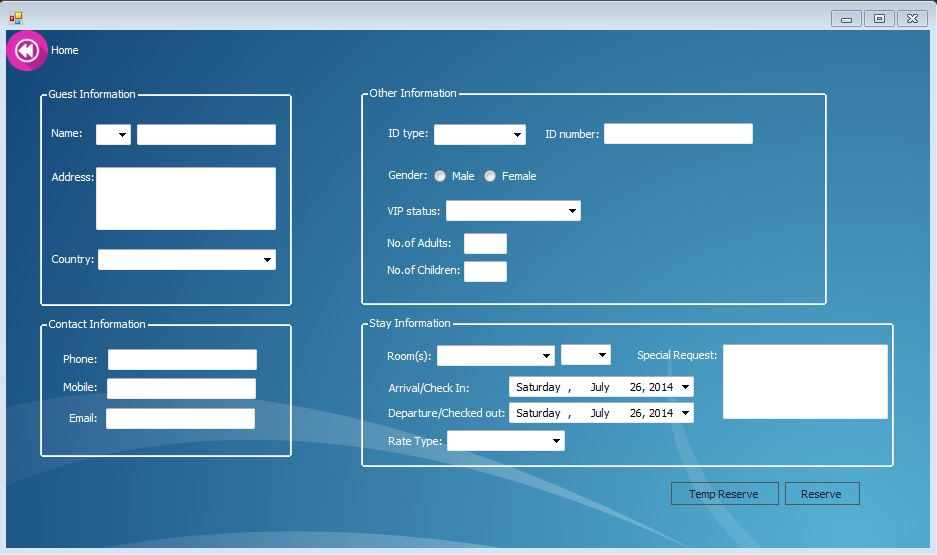 Home
Guest Information
Name:
Address:
Country:
Other Information
ID type:
ID number:
Gender: Male Female
VIP status:
No.of Adults:
No.of Children:
Contact Information
Phone:
Mobile:
Email:
Stay Information
Room(s):
Special Request:
Arrival/Check In: Saturday , July 26, 2014
Departure/Checked out: Saturday , July 26, 2014
Rate Type:
Temp Reserve
Reserve